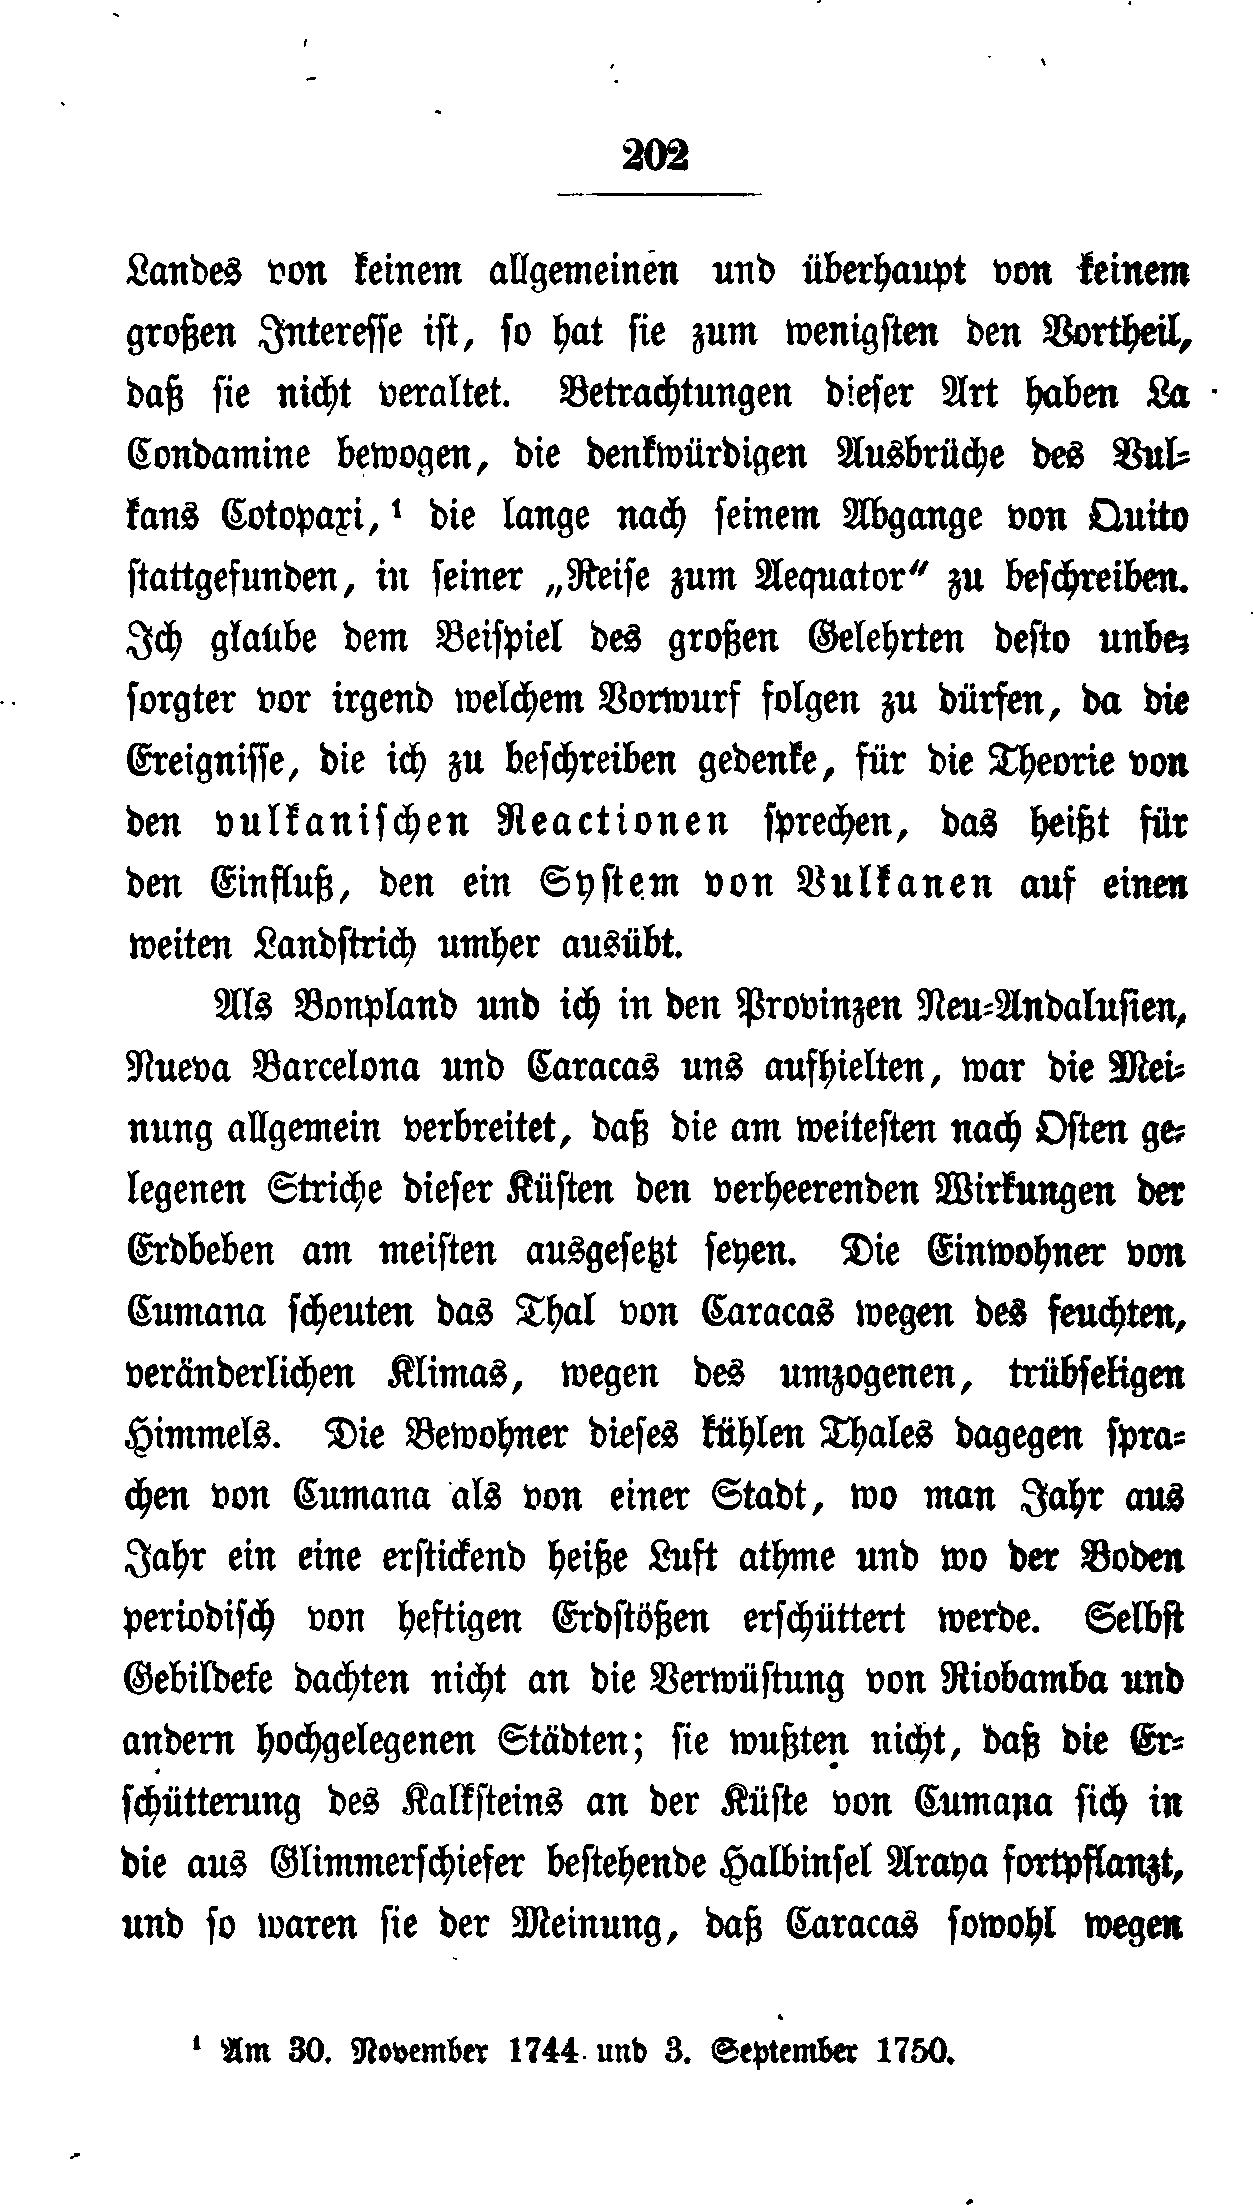 202
Landes von keinem allgemeinen und überhaupt von keinem
großen Interesse ist, so hat sie zum wenigsten den Vortheil,
daß sie nicht veraltet. Betrachtungen dieser Art haben La
Condamine bewogen, die denkwürdigen Ausbrüche des Vul-
kans Cotopaxi,¹ die lange nach seinem Abgange von Quito
stattgefunden, in seiner „Reise zum Aequator“ zu beschreiben.
Ich glaube dem Beispiel des großen Gelehrten desto unbe-
sorgter vor irgend welchem Vorwurf folgen zu dürfen, da die
Ereignisse, die ich zu beschreiben gedenke, für die Theorie von
den vulkanischen Reactionen sprechen, das heißt für
den Einfluß, den ein System von Vulkanen auf einen
weiten Landstrich umher ausübt.
Als Bonpland und ich in den Provinzen Neu-Andalusien,
Nueva Barcelona und Caracas uns aufhielten, war die Mei-
nung allgemein verbreitet, daß die am weitesten nach Osten ge-
legenen Striche dieser Küsten den verheerenden Wirkungen der
Erdbeben am meisten ausgesetzt seyen. Die Einwohner von
Cumana scheuten das Thal von Caracas wegen des feuchten,
veränderlichen Klimas, wegen des umzogenen, trübseligen
Himmels. Die Bewohner dieses kühlen Thales dagegen spra-
chen von Cumana als von einer Stadt, wo man Jahr aus
Jahr ein eine erstickend heiße Luft athme und wo der Boden
periodisch von heftigen Erdstößen erschüttert werde. Selbst
Gebildete dachten nicht an die Verwüstung von Riobamba und
andern hochgelegenen Städten; sie wußten nicht, daß die Er-
schütterung des Kalksteins an der Küste von Cumana sich in
die aus Glimmerschiefer bestehende Halbinsel Araya fortpflanzt,
und so waren sie der Meinung, daß Caracas sowohl wegen
¹ Am 30. November 1744 und 3. September 1750.